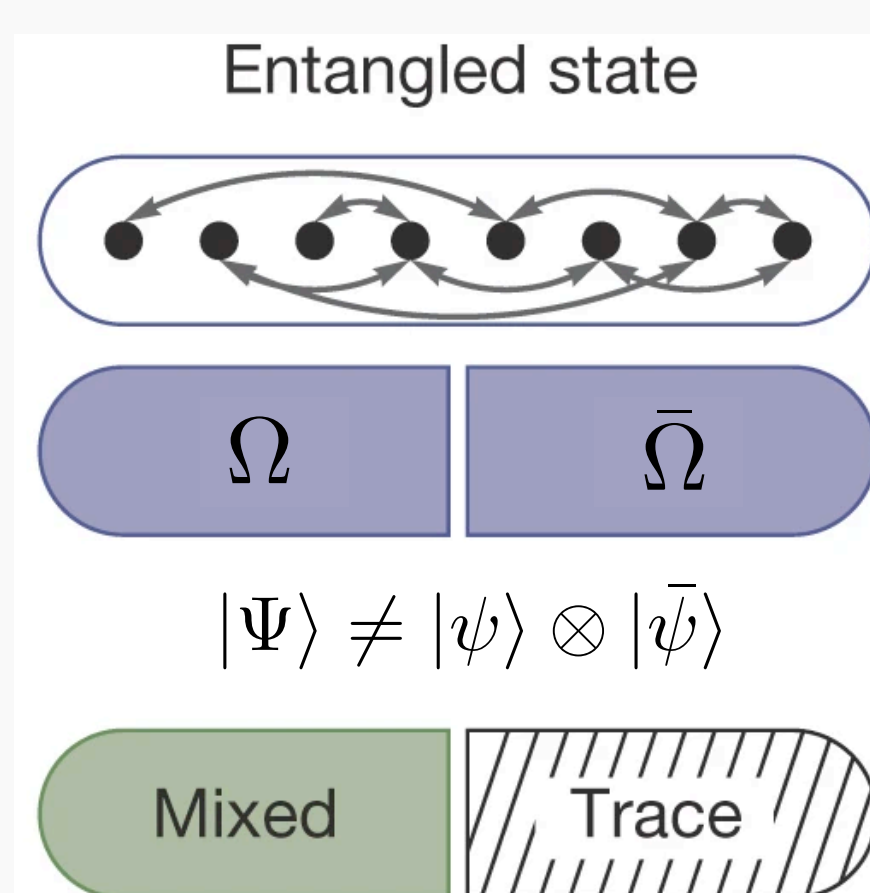 Entangled state
Ω Ω̄
|Ψ⟩ ≠ |ψ⟩ ⊗ |ψ̄⟩
Mixed Trace